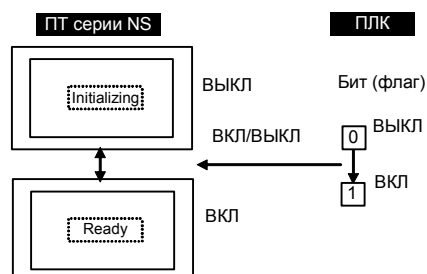 ПТ серии NS
ПЛК
Initializing
ВЫКЛ
Бит (флаг)
ВКЛ/ВЫКЛ
0
ВЫКЛ
1
ВКЛ
Ready
ВКЛ